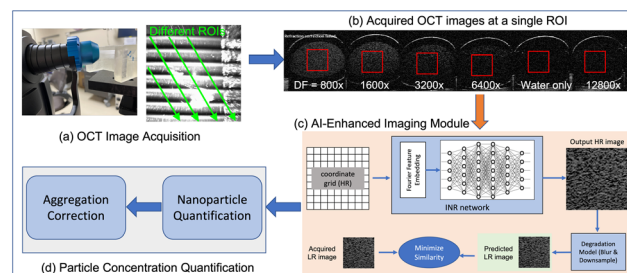 Different ROIs
(a) OCT Image Acquisition
(b) Acquired OCT images at a single ROI
DF = 800x
1600x
3200x
6400x
Water only
12800x
(c) AI-Enhanced Imaging Module
coordinate
grid (HR)
Fourier Feature
Embedding
INR network
Output HR image
Degradation
Model (Blur &
Downsample)
Predicted
LR image
Minimize
Similarity
Acquired
LR image
Nanoparticle
Quantification
Aggregation
Correction
(d) Particle Concentration Quantification